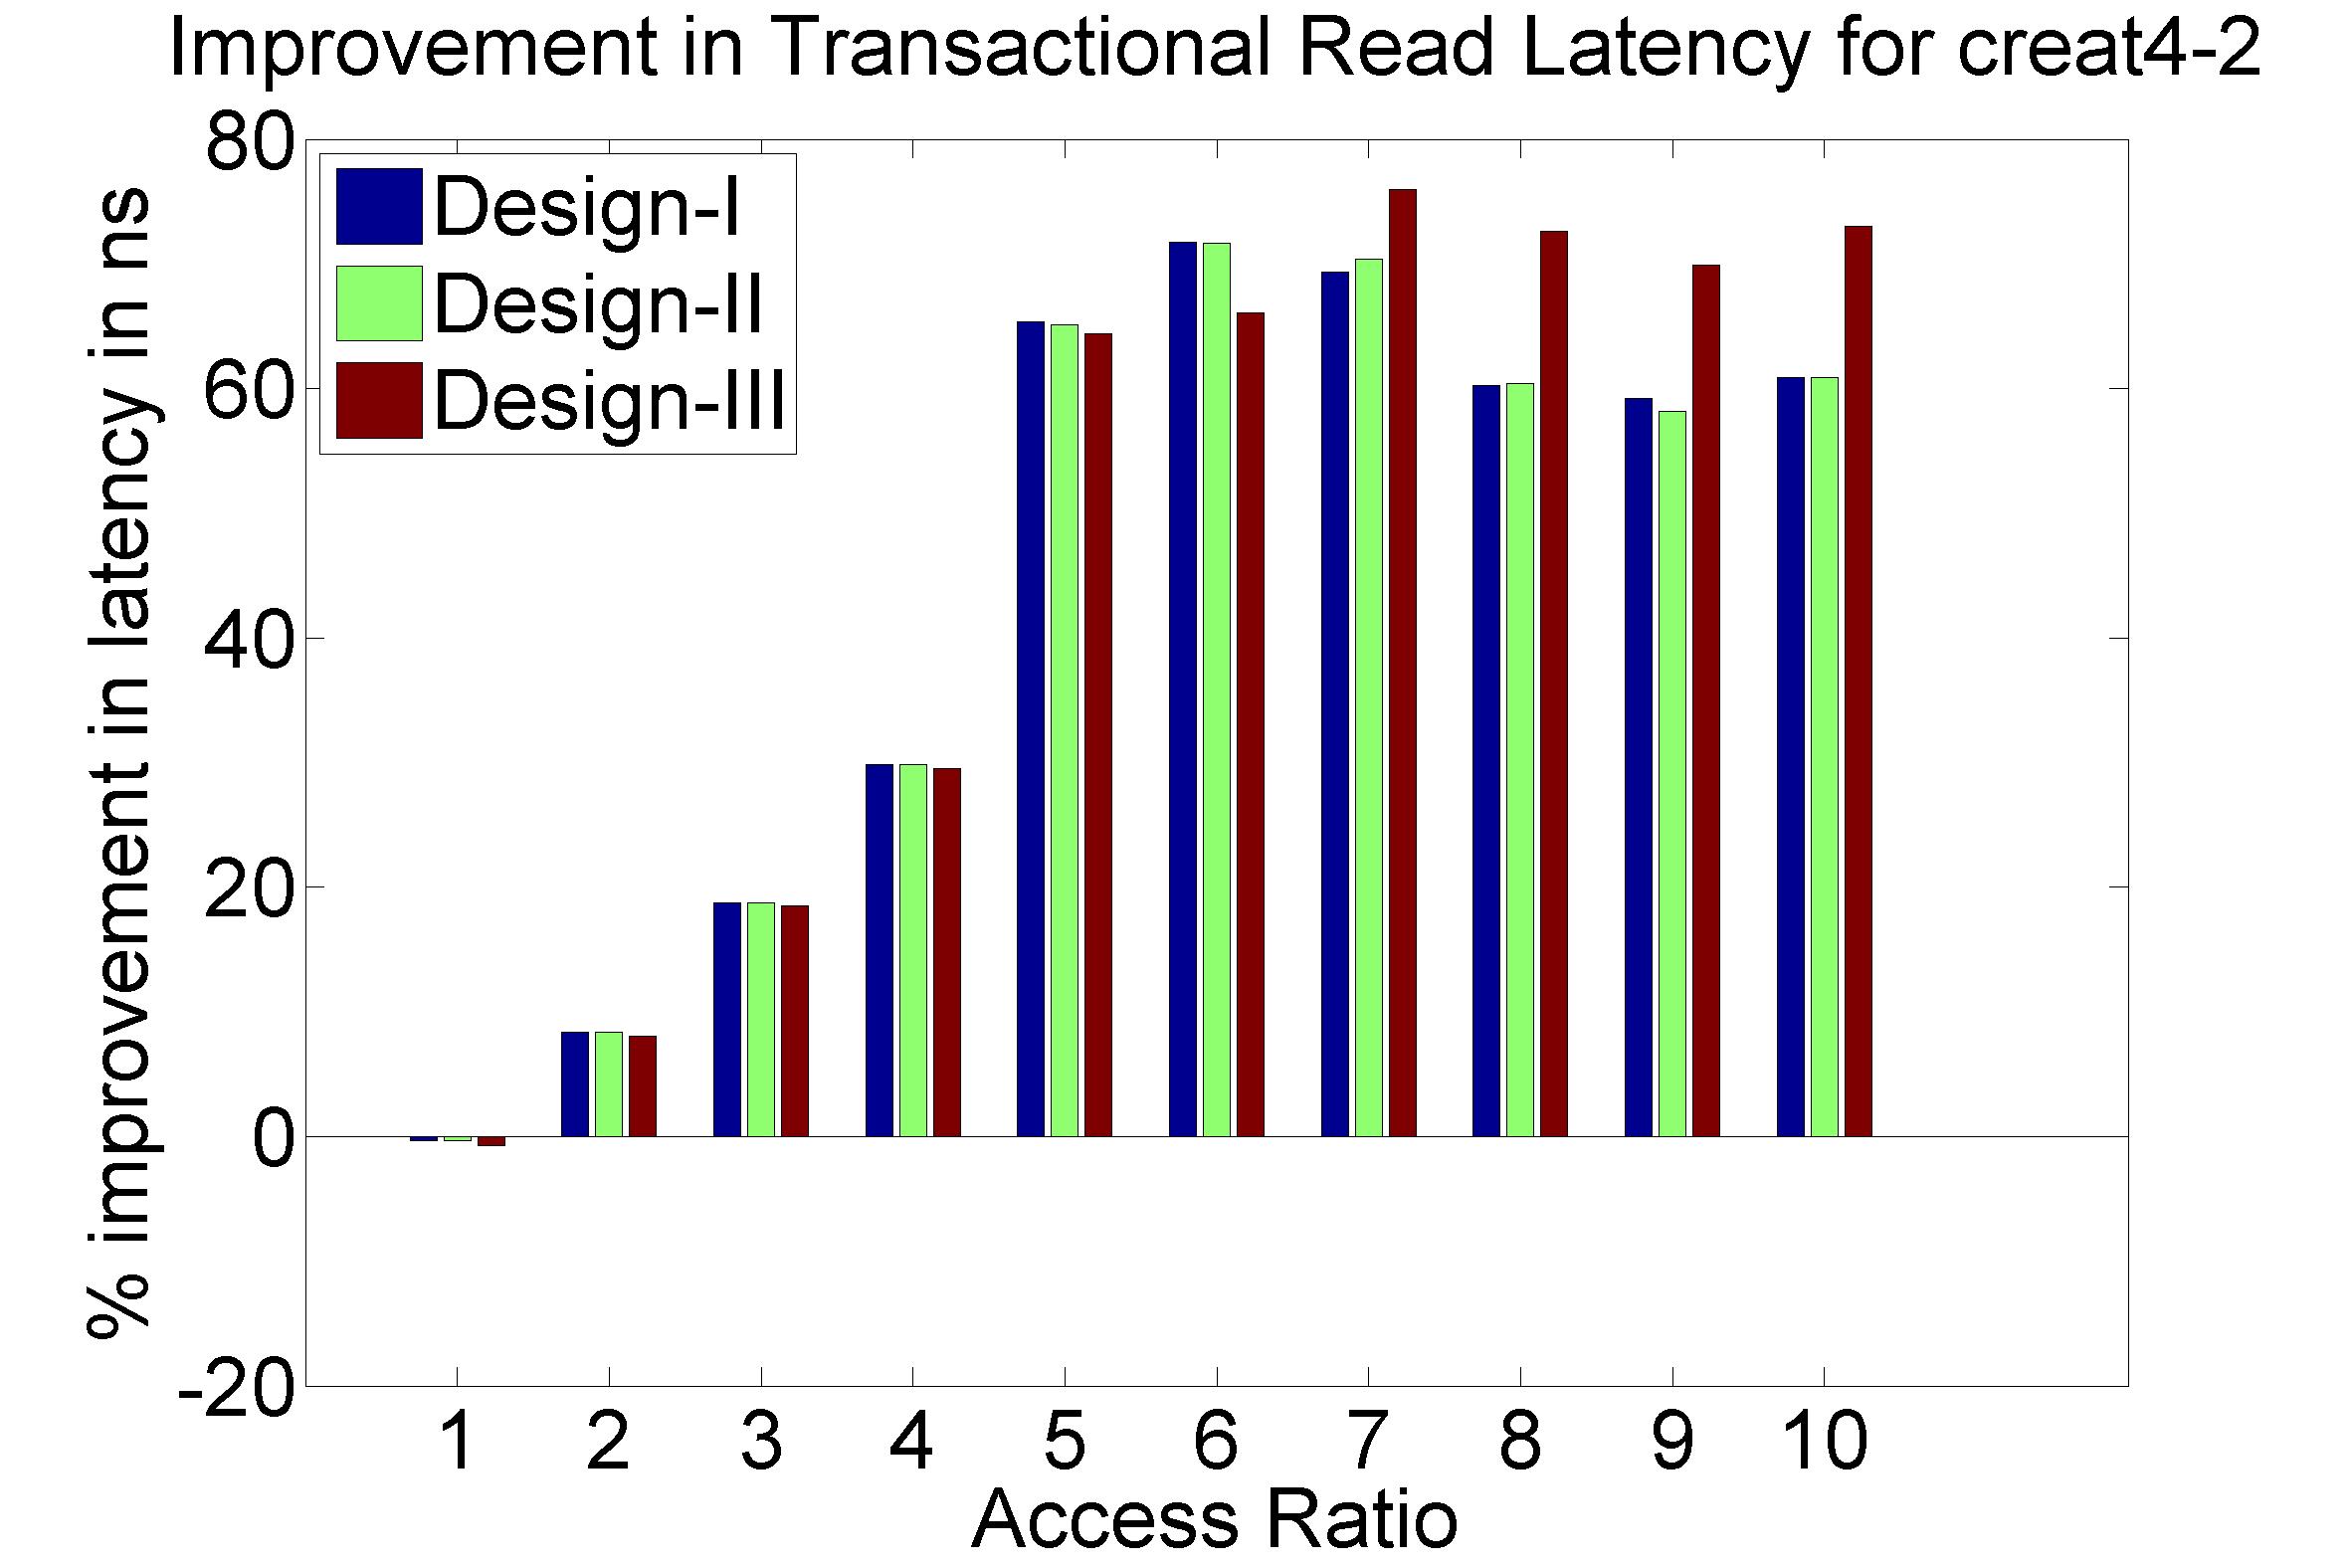 Improvement in Transactional Read Latency for creat4-2
% improvement in latency in ns
80
60
40
20
0
-20
Design-I
Design-II
Design-III
1 2 3 4 5 6 7 8 9 10
Access Ratio